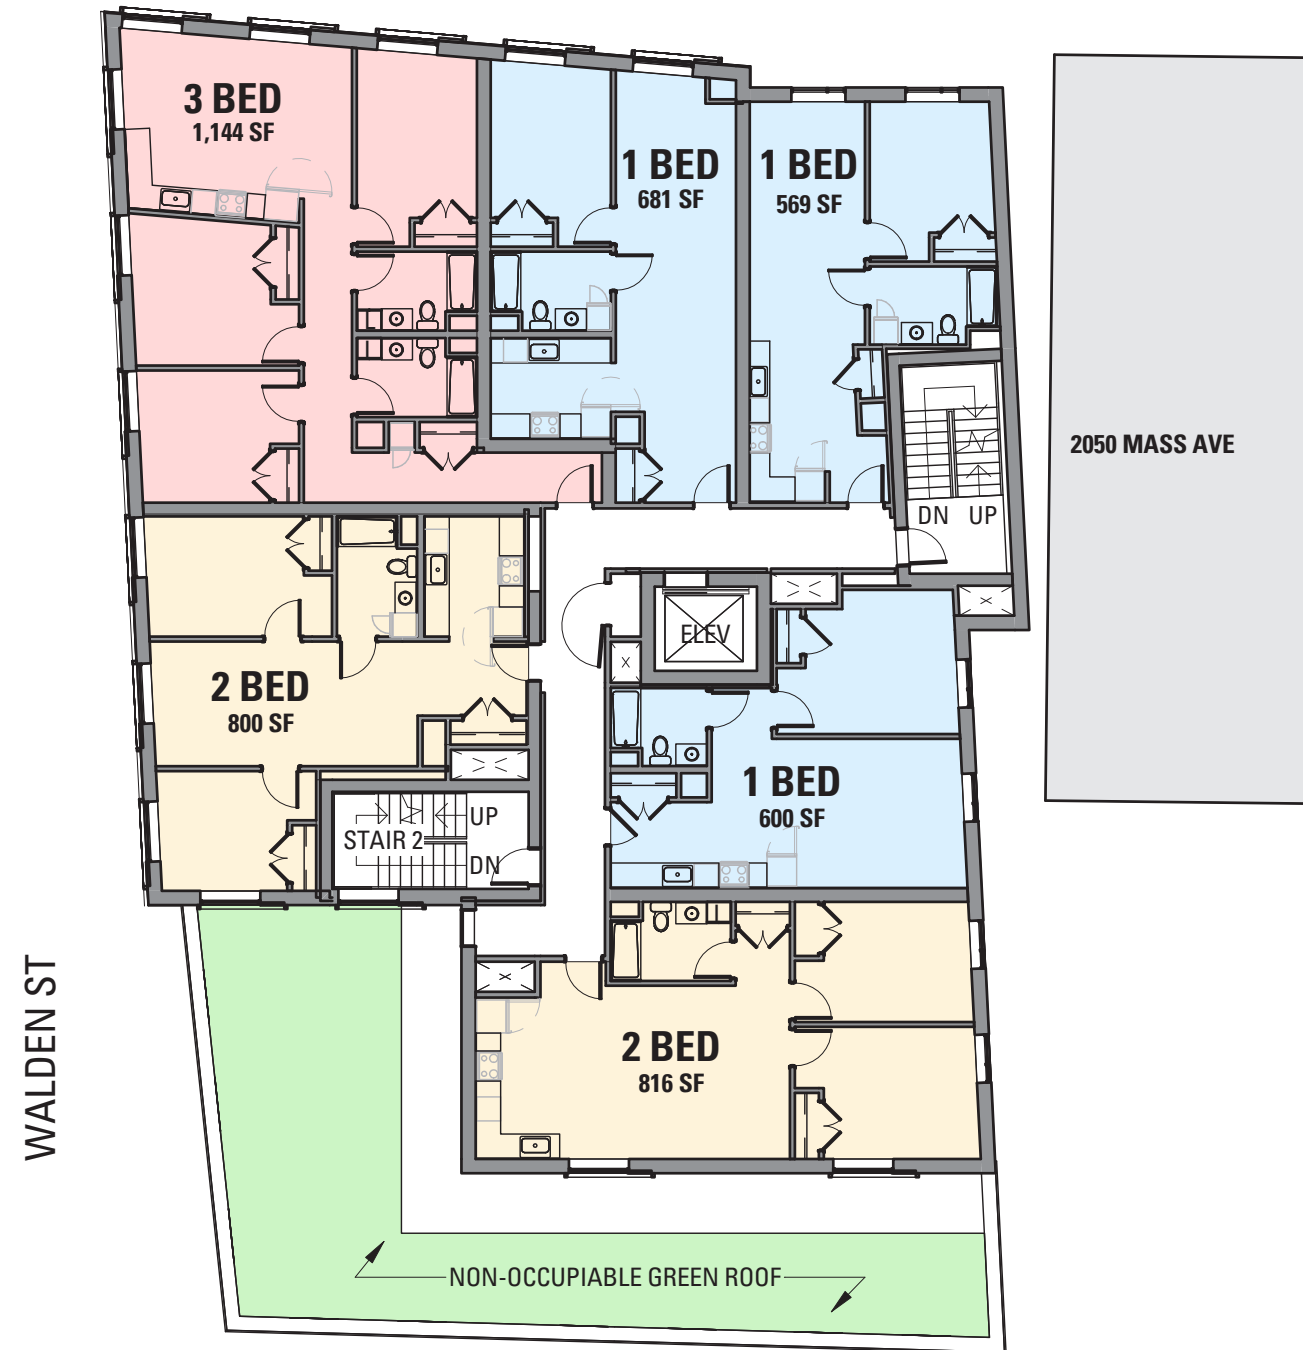 3 BED
1,144 SF
1 BED
681 SF
1 BED
569 SF
2050 MASS AVE
DN UP
ELEV
2 BED
800 SF
1 BED
600 SF
UP
STAIR 2
DN
WALDEN ST
2 BED
816 SF
NON-OCCUPIABLE GREEN ROOF